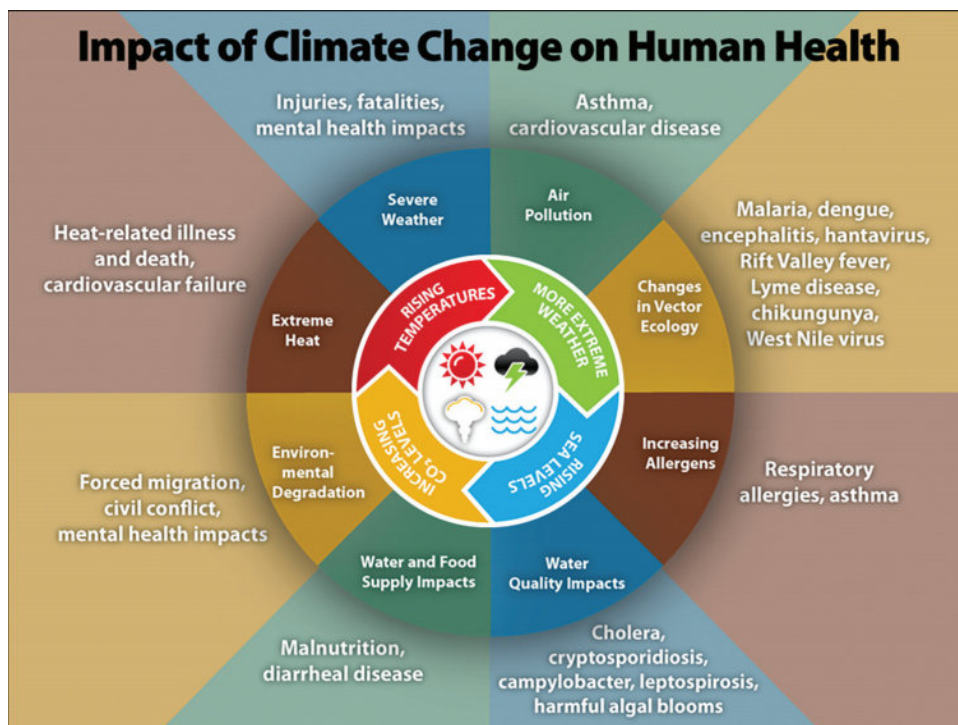 Impact of Climate Change on Human Health
Injuries, fatalities,
mental health impacts
Asthma,
cardiovascular disease
Severe
Weather
Air
Pollution
Heat-related illness
and death,
cardiovascular failure
Malaria, dengue,
encephalitis, hantavirus,
Rift Valley fever,
Lyme disease,
chikungunya,
West Nile virus
Extreme
Heat
RISING
TEMPERATURES
MORE EXTREME
WEATHER
Changes
in Vector
Ecology
Environ-
mental
Degradation
INCREASING
CO₂ LEVELS
RISING
SEA LEVELS
Increasing
Allergens
Forced migration,
civil conflict,
mental health impacts
Respiratory
allergies, asthma
Water and Food
Supply Impacts
Water
Quality Impacts
Malnutrition,
diarrheal disease
Cholera,
cryptosporidiosis,
campylobacter, leptospirosis,
harmful algal blooms